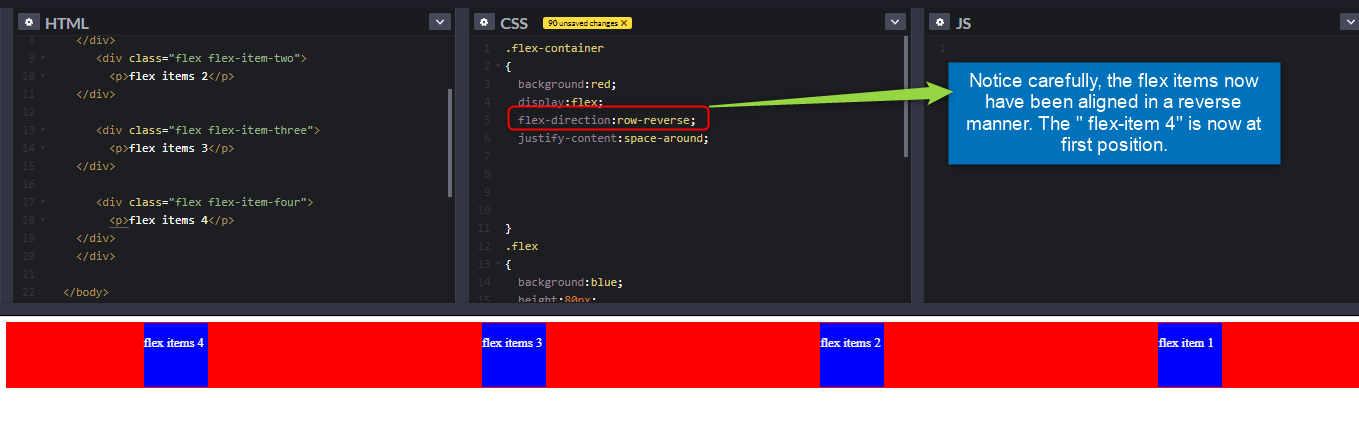 HTML
8 </div>
9 <div class="flex flex-item-two">
10 <p>flex items 2</p>
11 </div>
12
13 <div class="flex flex-item-three">
14 <p>flex items 3</p>
15 </div>
16
17 <div class="flex flex-item-four">
18 <p>flex items 4</p>
19 </div>
20 </div>
21
22 </body>
CSS 90 unsaved changes ×
1 .flex-container
2 {
3 background:red;
4 display:flex;
5 flex-direction:row-reverse;
6 justify-content:space-around;
7
8
9
10
11 }
12 .flex
13 {
14 background:blue;
15 height:80px;
JS
1
Notice carefully, the flex items now
have been aligned in a reverse
manner. The " flex-item 4" is now at
first position.
flex items 4 flex items 3 flex items 2 flex item 1